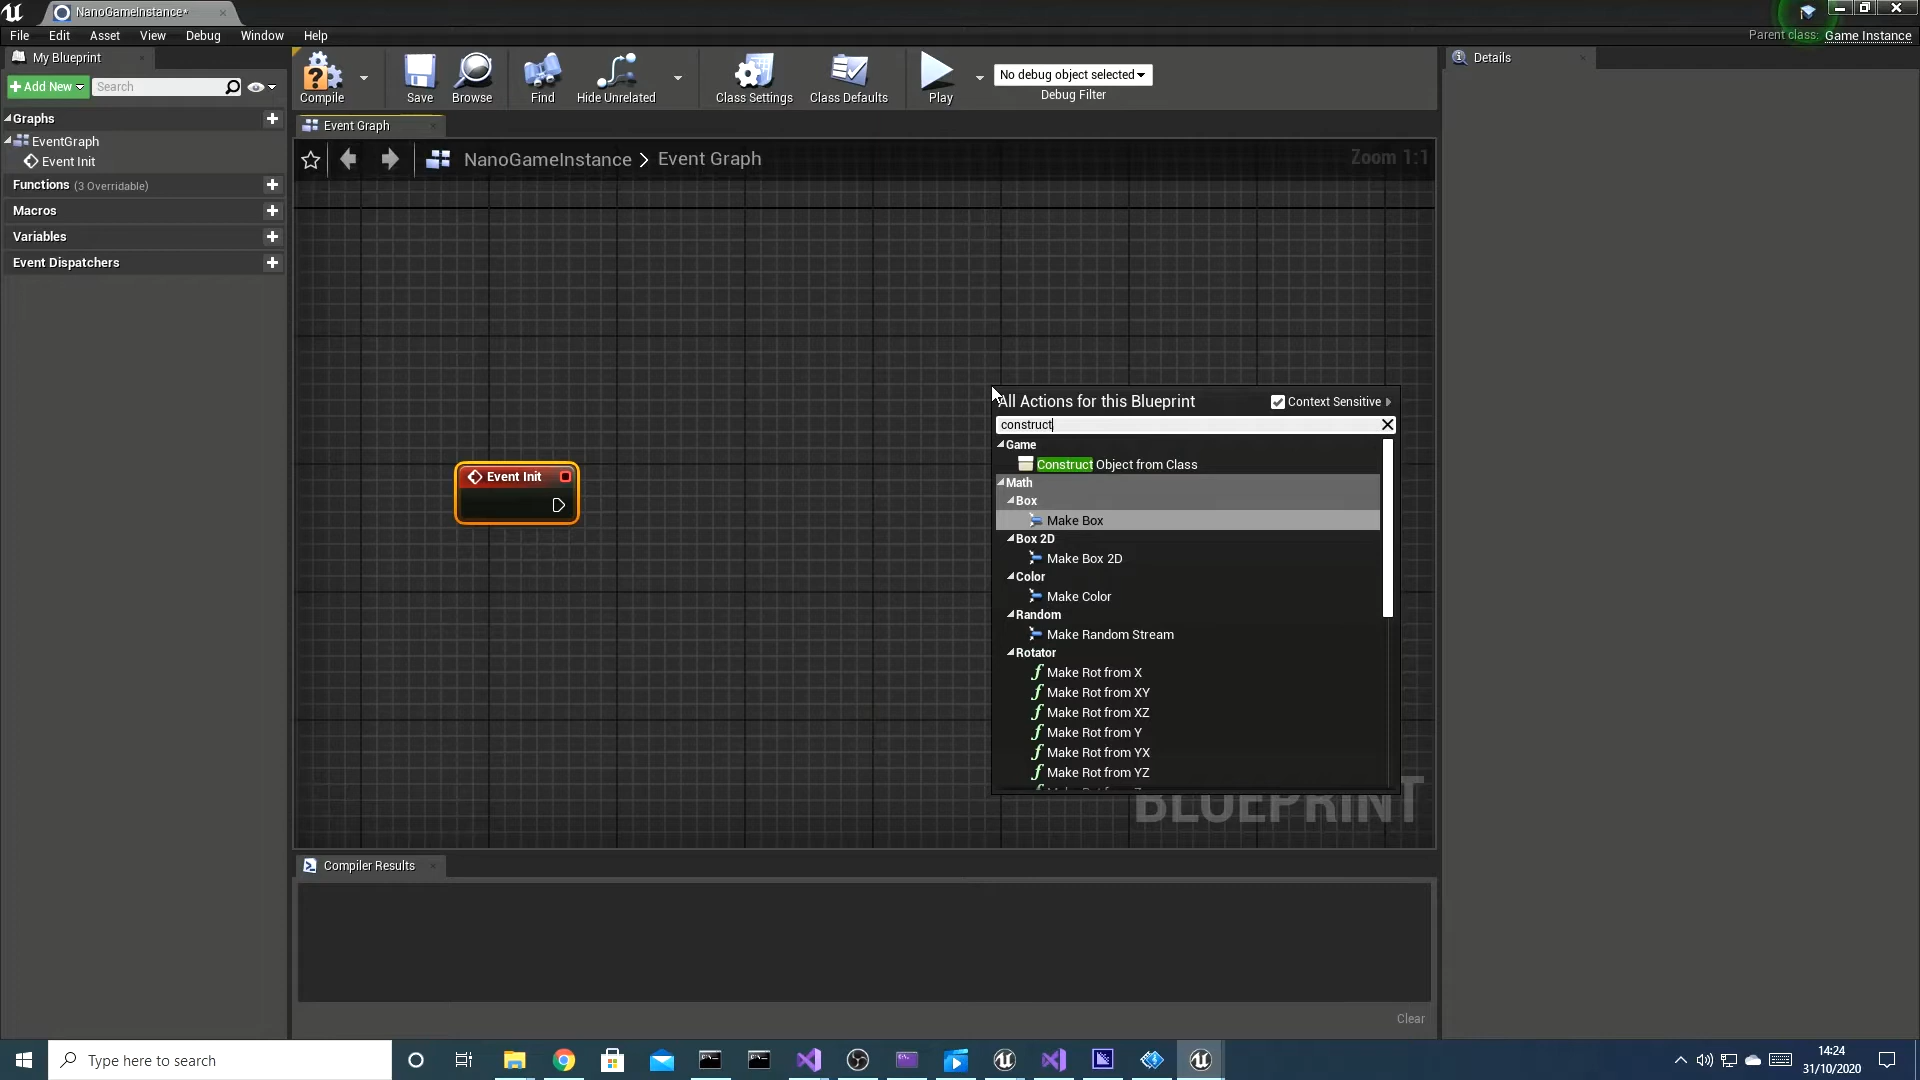 NanoGameInstance*
File Edit Asset View Debug Window Help
Parent class: Game Instance
My Blueprint
Add New
Search
Graphs
EventGraph
Event Init
Functions (3 Overridable)
Macros
Variables
Event Dispatchers
Compile
Save
Browse
Find
Hide Unrelated
Class Settings
Class Defaults
Play
No debug object selected
Debug Filter
Event Graph
NanoGameInstance > Event Graph
Zoom 1:1
Event Init
All Actions for this Blueprint
Context Sensitive
construct
Game
Construct Object from Class
Math
Box
Make Box
Box 2D
Make Box 2D
Color
Make Color
Random
Make Random Stream
Rotator
Make Rot from X
Make Rot from XY
Make Rot from XZ
Make Rot from Y
Make Rot from YX
Make Rot from YZ
BLUEPRINT
Compiler Results
Clear
Details
Type here to search
14:24
31/10/2020